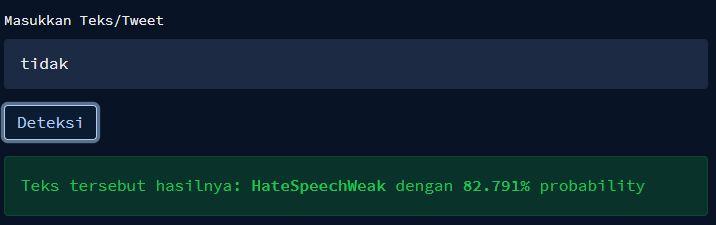 Masukkan Teks/Tweet
tidak
Deteksi
Teks tersebut hasilnya: HateSpeechWeak dengan 82.791% probability